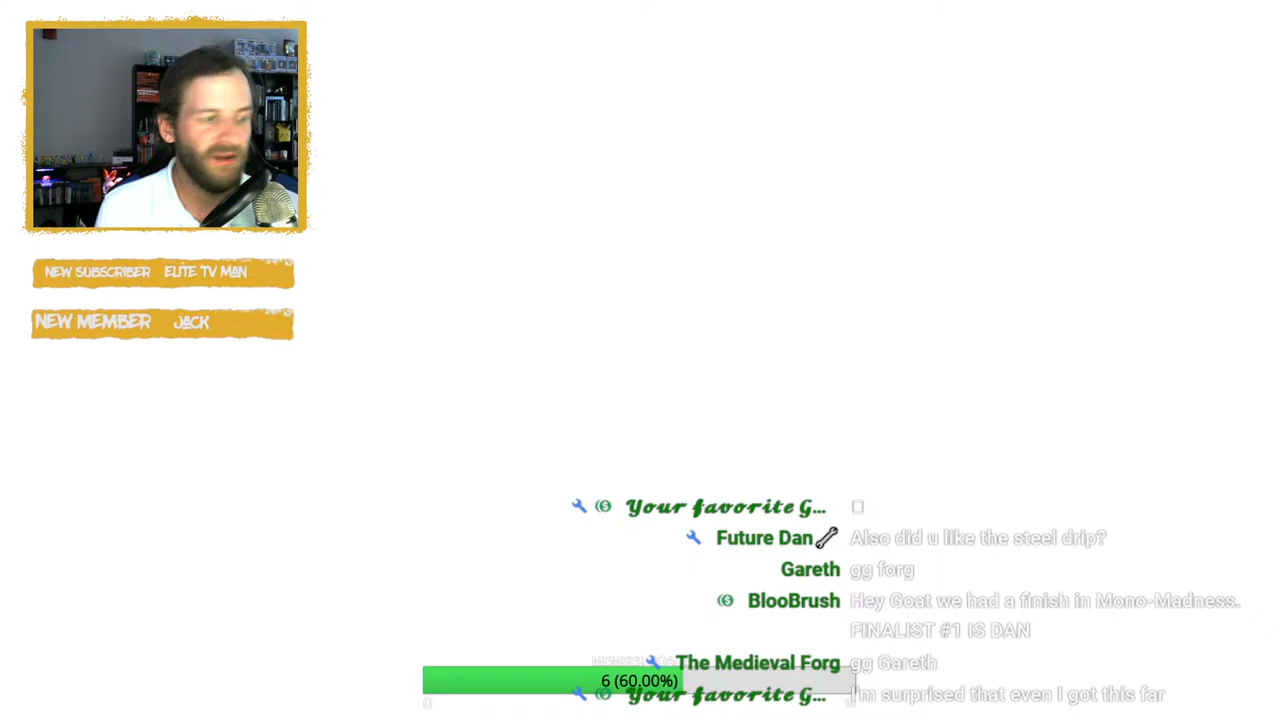 NEW SUBSCRIBER ELITE TV MAN
NEW MEMBER JACK
Your favorite G...
Future Dan Also did u like the steel drip?
Gareth gg forg
BlooBrush Hey Goat we had a finish in Mono-Madness.
FINALIST #1 IS DAN
The Medieval Forg gg Gareth
6 (60.00%)
Your favorite G... I'm surprised that even I got this far
0